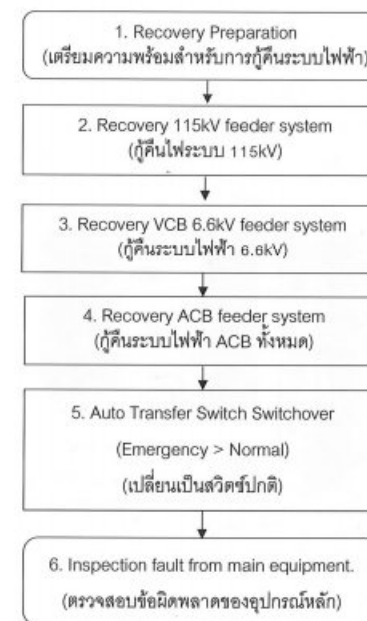 1. Recovery Preparation
(เตรียมความพร้อมสำหรับการกู้คืนระบบไฟฟ้า)
2. Recovery 115kV feeder system
(กู้คืนไฟระบบ 115kV)
3. Recovery VCB 6.6kV feeder system
(กู้คืนระบบไฟฟ้า 6.6kV)
4. Recovery ACB feeder system
(กู้คืนระบบไฟฟ้า ACB ทั้งหมด)
5. Auto Transfer Switch Switchover
(Emergency > Normal)
(เปลี่ยนเป็นสวิตซ์ปกติ)
6. Inspection fault from main equipment.
(ตรวจสอบข้อผิดพลาดของอุปกรณ์หลัก)